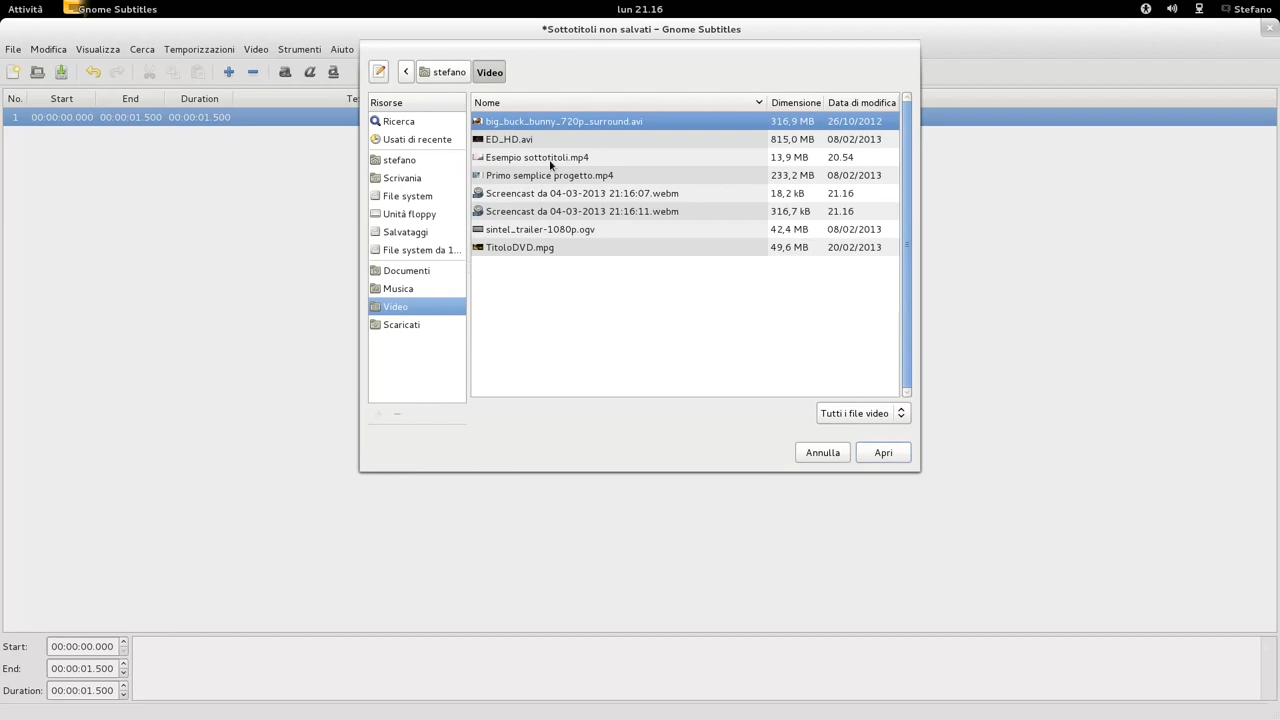 Attività Gnome Subtitles lun 21.16 Stefano
*Sottotitoli non salvati – Gnome Subtitles
File Modifica Visualizza Cerca Temporizzazioni Video Strumenti Aiuto
stefano Video
No. Start End Duration Te
1 00:00:00.000 00:00:01.500 00:00:01.500
Risorse
Ricerca
Usati di recente
stefano
Scrivania
File system
Unità floppy
Salvataggi
File system da 1...
Documenti
Musica
Video
Scaricati
Nome Dimensione Data di modifica
big_buck_bunny_720p_surround.avi 316,9 MB 26/10/2012
ED_HD.avi 815,0 MB 08/02/2013
Esempio sottotitoli.mp4 13,9 MB 20.54
Primo semplice progetto.mp4 233,2 MB 08/02/2013
Screencast da 04-03-2013 21:16:07.webm 18,2 kB 21.16
Screencast da 04-03-2013 21:16:11.webm 316,7 kB 21.16
sintel_trailer-1080p.ogv 42,4 MB 08/02/2013
TitoloDVD.mpg 49,6 MB 20/02/2013
Tutti i file video
Annulla Apri
Start: 00:00:00.000
End: 00:00:01.500
Duration: 00:00:01.500